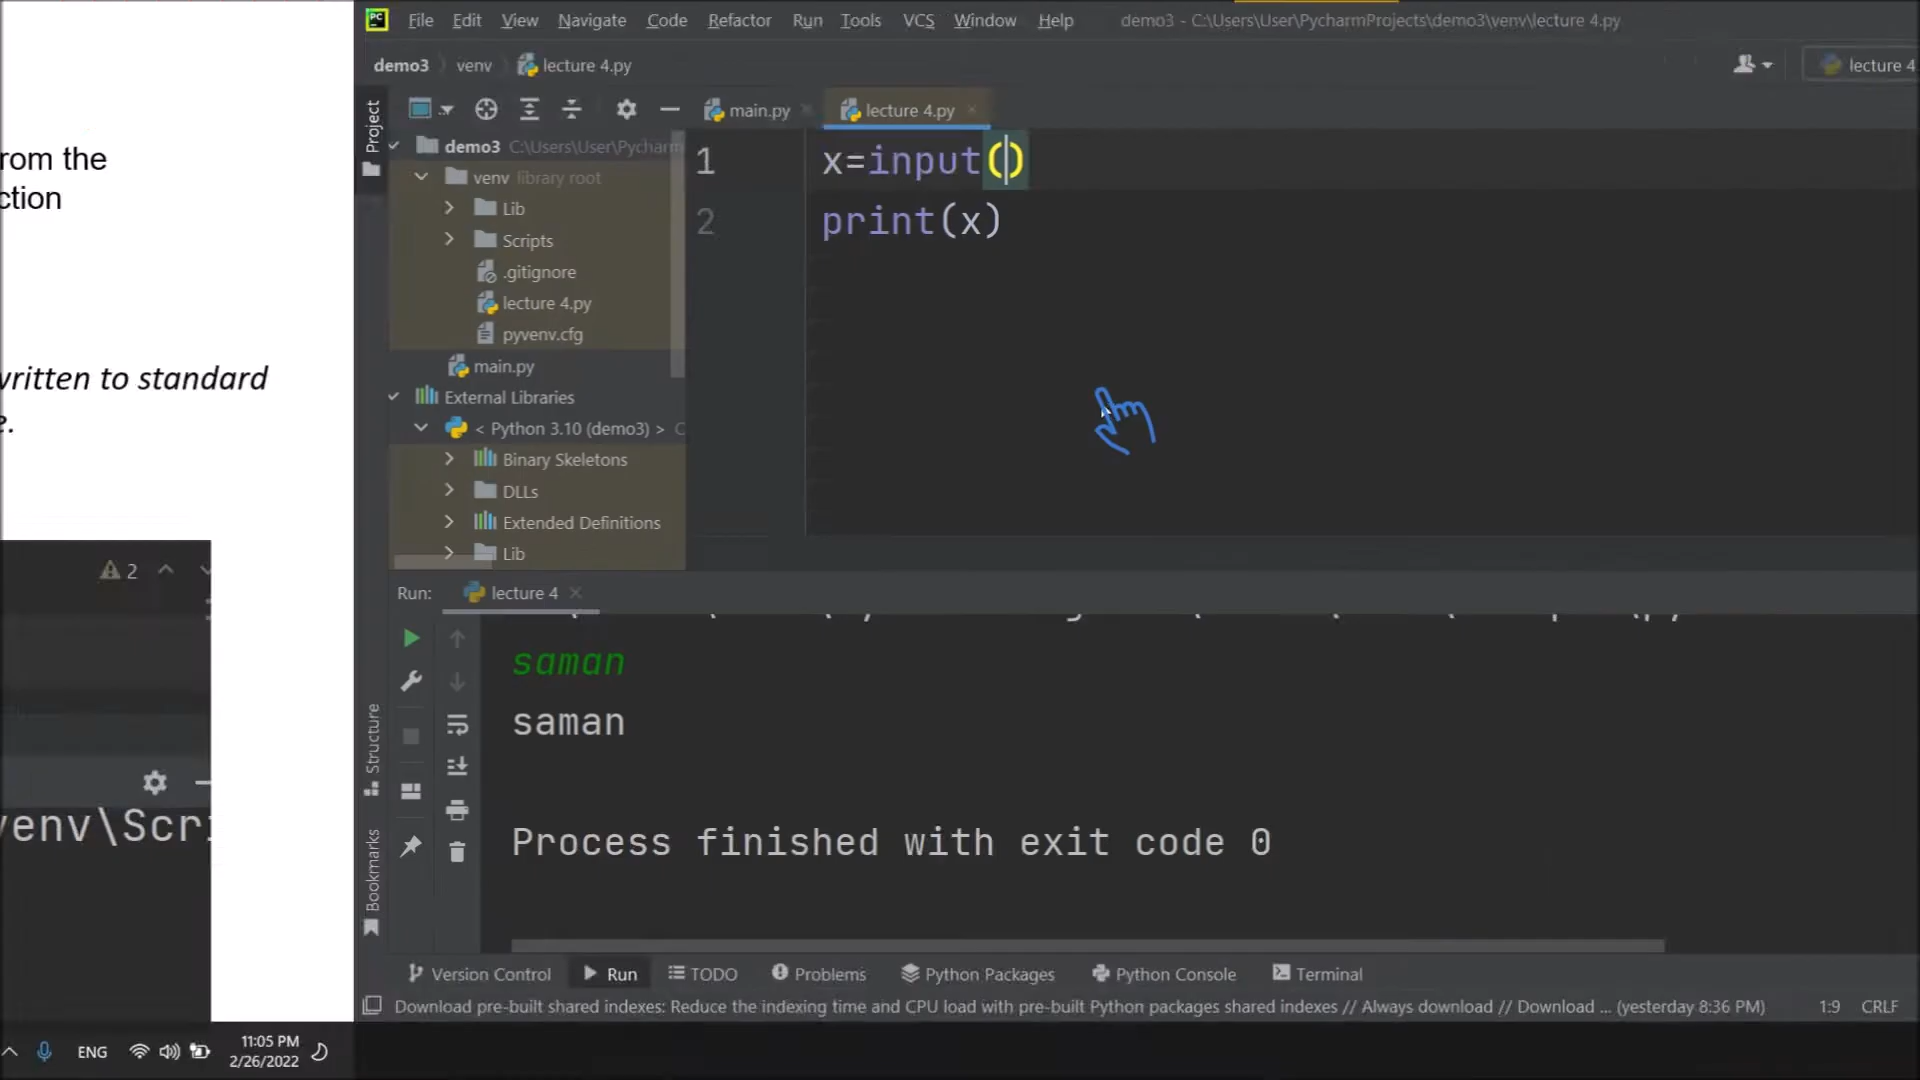 File Edit View Navigate Code Refactor Run Tools VCS Window Help demo3 - C:\Users\User\PycharmProjects\demo3\venv\lecture 4.py
demo3 venv lecture 4.py lecture 4
Project
main.py lecture 4.py
demo3 C:\Users\User\Pycharm
venv library root
Lib
Scripts
.gitignore
lecture 4.py
pyvenv.cfg
main.py
External Libraries
< Python 3.10 (demo3) > C
Binary Skeletons
DLLs
Extended Definitions
Lib
1 x=input()
2 print(x)
rom the
ction
written to standard
e.
2
venv\Scri
Run: lecture 4
saman
saman
Process finished with exit code 0
Structure
Bookmarks
Version Control Run TODO Problems Python Packages Python Console Terminal
Download pre-built shared indexes: Reduce the indexing time and CPU load with pre-built Python packages shared indexes // Always download // Download ... (yesterday 8:36 PM) 1:9 CRLF
ENG 11:05 PM
2/26/2022